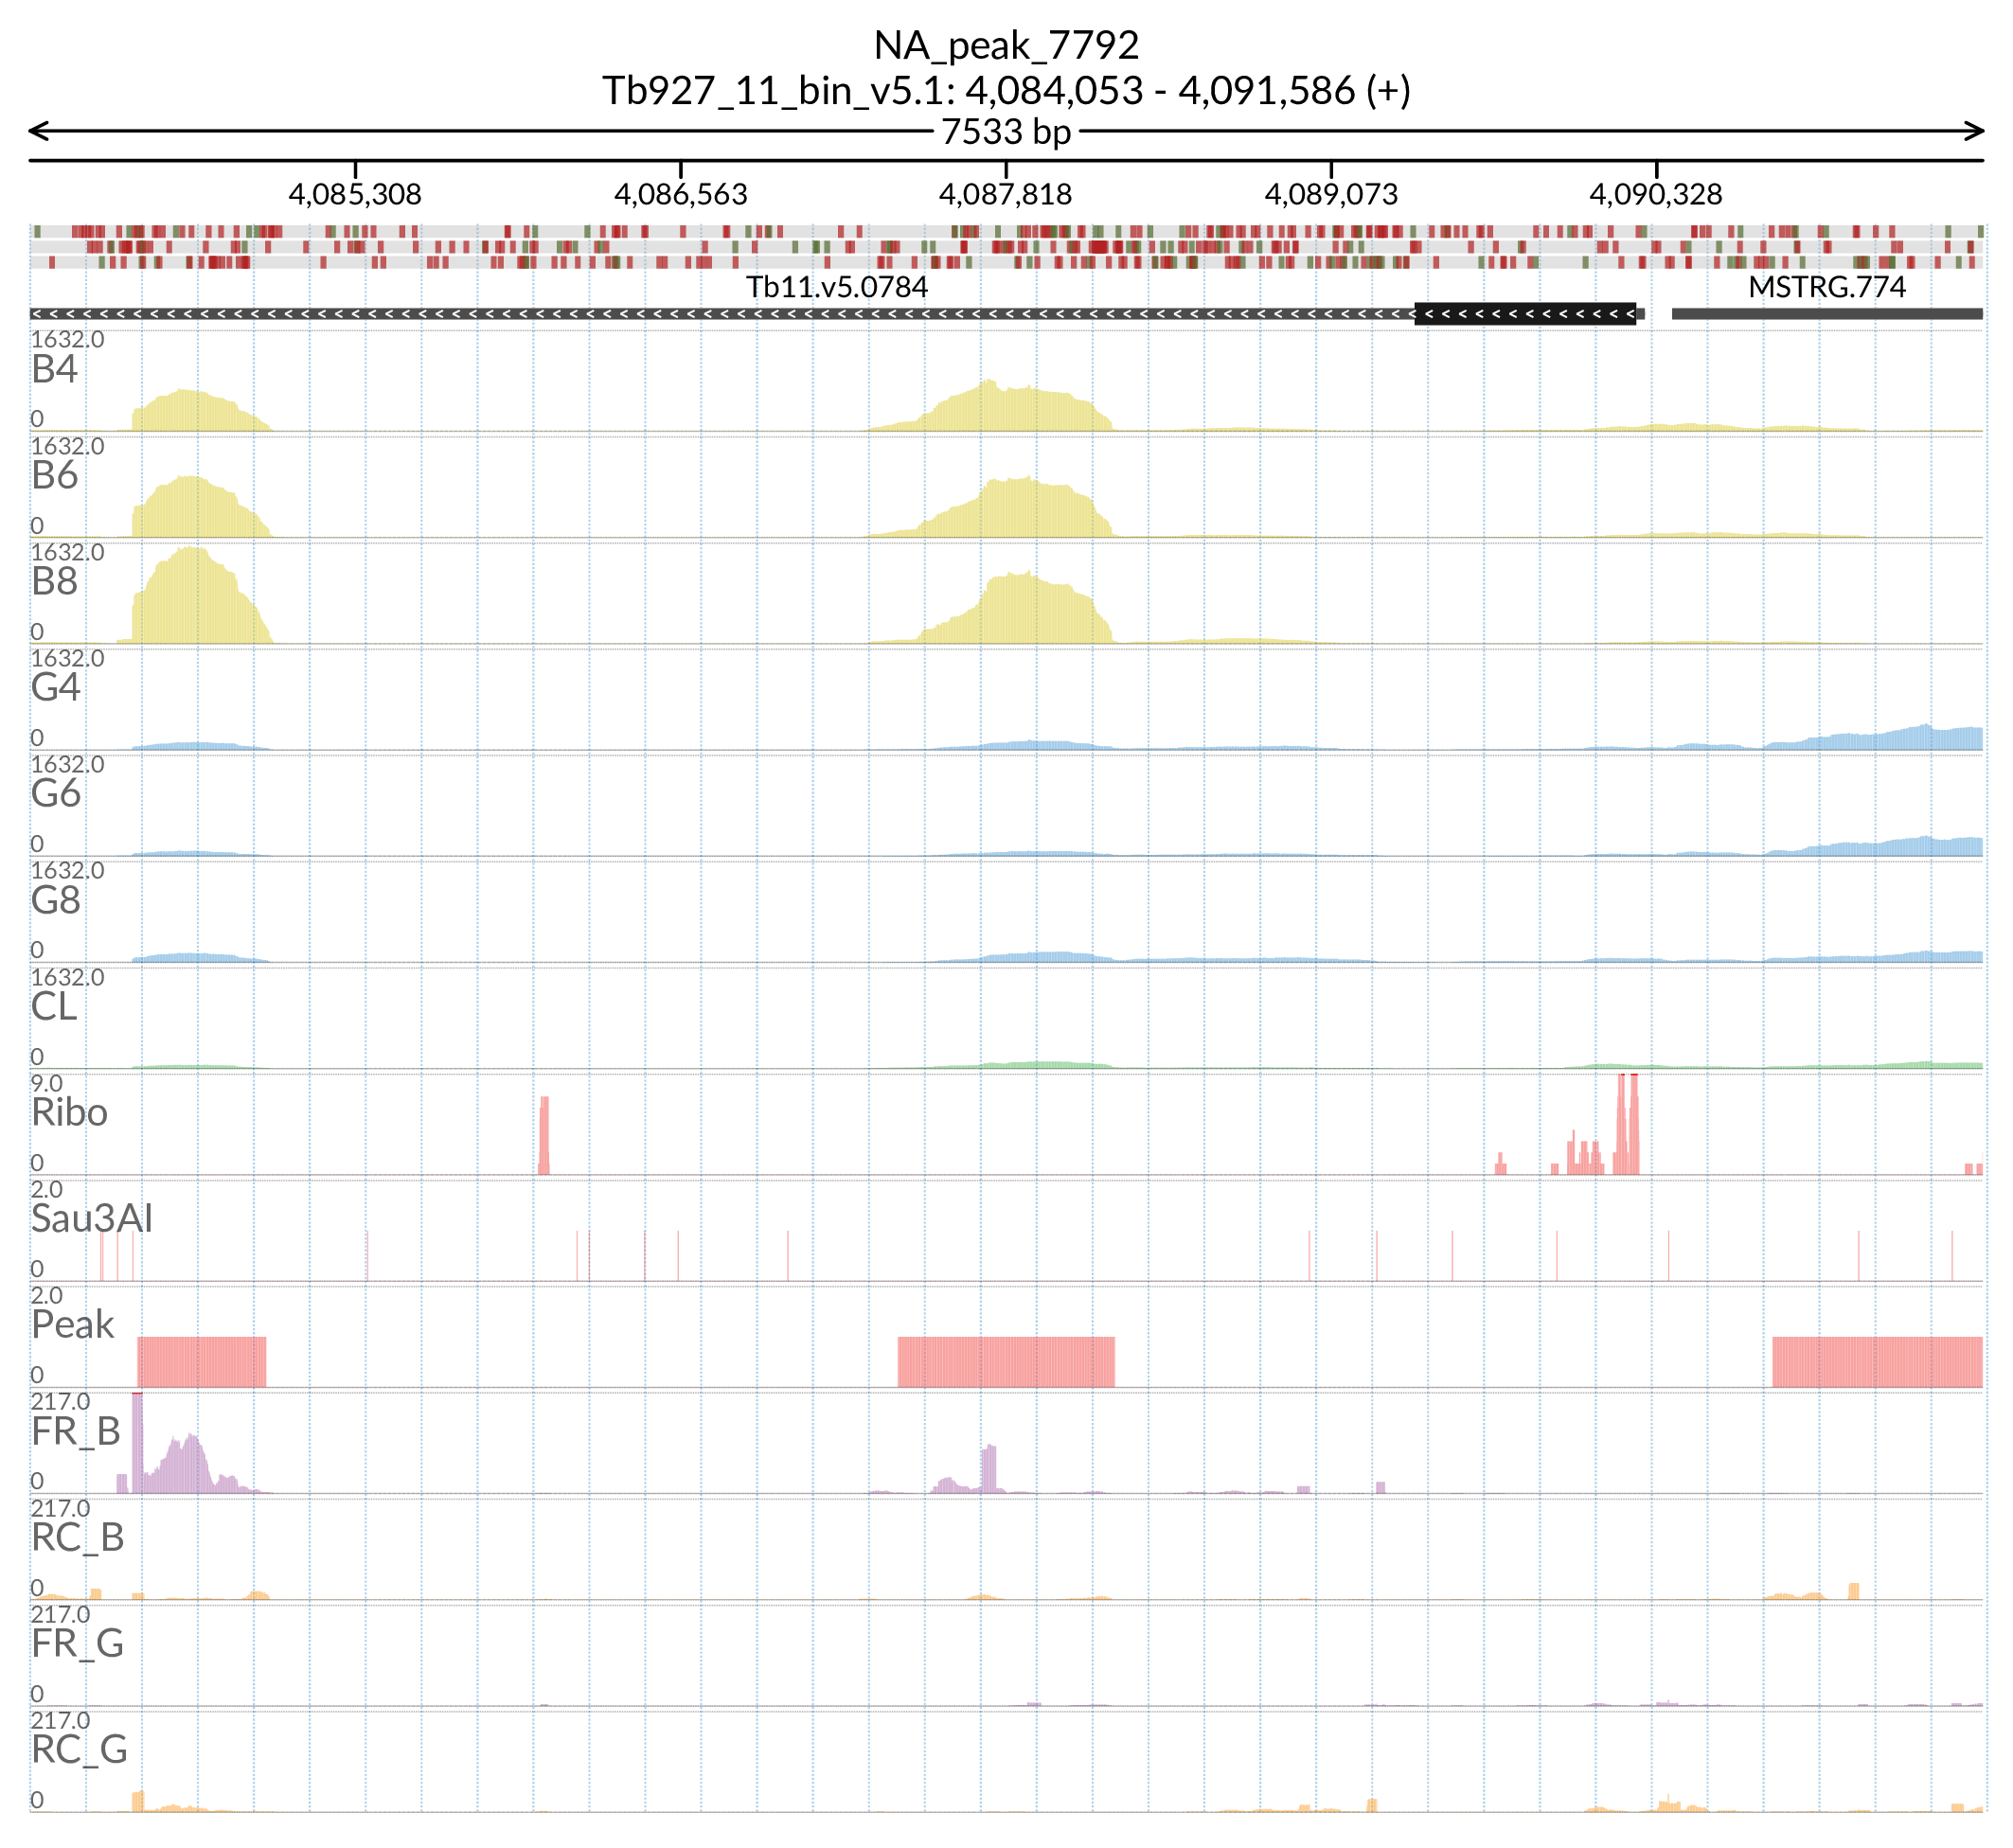 NA_peak_7792
Tb927_11_bin_v5.1: 4,084,053 - 4,091,586 (+)
7533 bp
4,085,308 4,086,563 4,087,818 4,089,073 4,090,328
Tb11.v5.0784 MSTRG.774
1632.0
B4
0
1632.0
B6
0
1632.0
B8
0
1632.0
G4
0
1632.0
G6
0
1632.0
G8
0
1632.0
CL
0
9.0
Ribo
0
2.0
Sau3AI
0
2.0
Peak
0
217.0
FR_B
0
217.0
RC_B
0
217.0
FR_G
0
217.0
RC_G
0